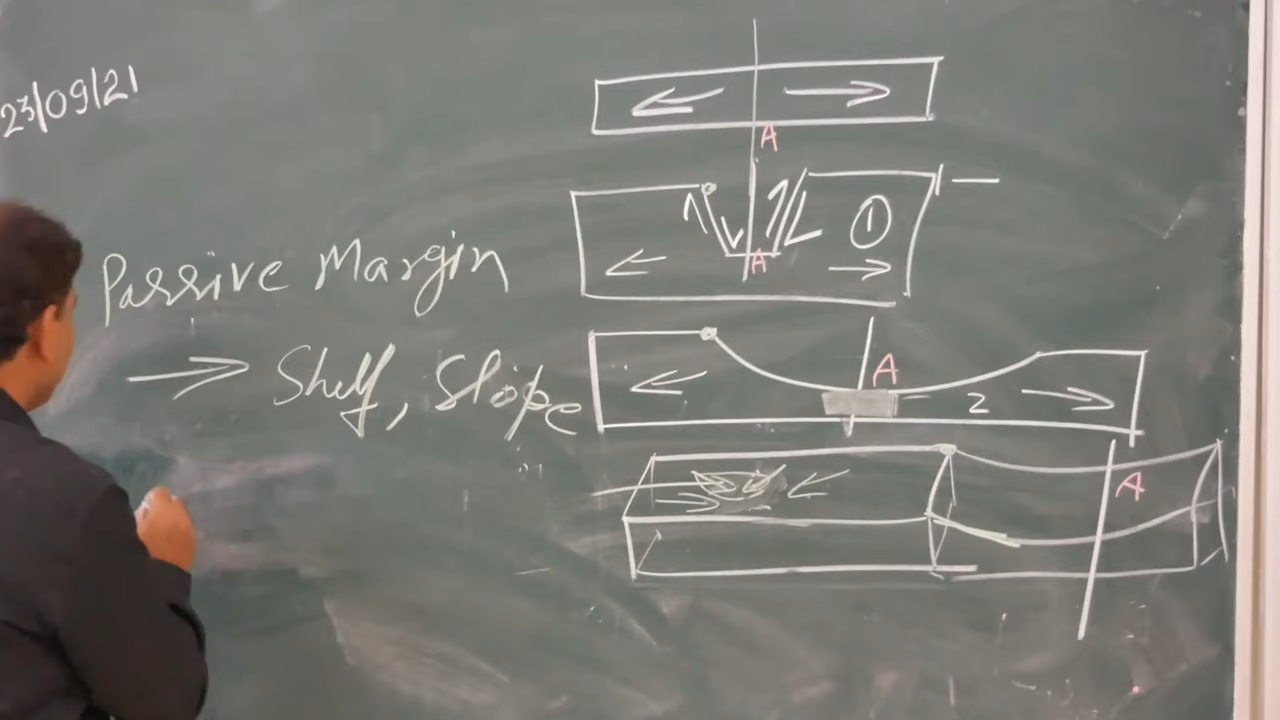 23/09/21
A
1
A
Passive Margin
→ Shelf, Slope
A
2
A